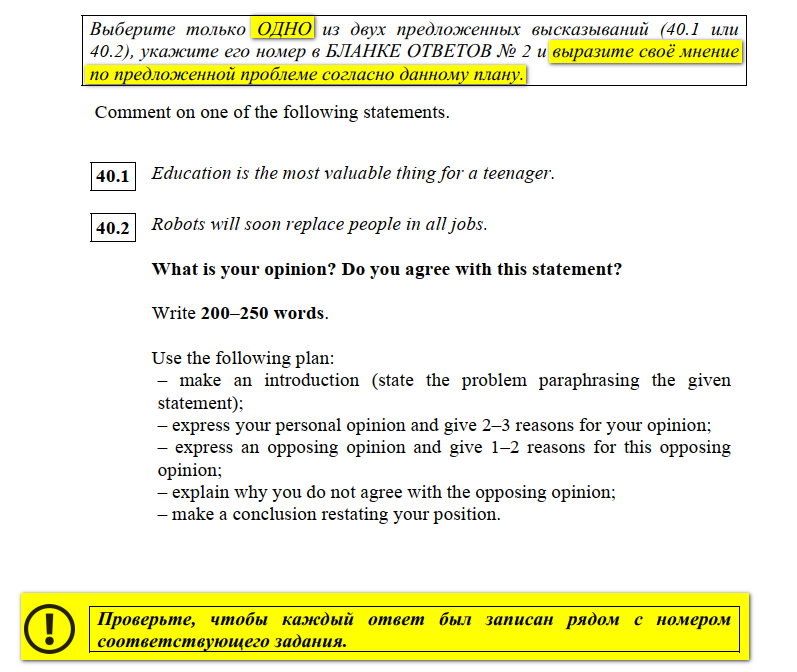 Выберите только ОДНО из двух предложенных высказываний (40.1 или
40.2), укажите его номер в БЛАНКЕ ОТВЕТОВ № 2 и выразите своё мнение
по предложенной проблеме согласно данному плану.
Comment on one of the following statements.
40.1 Education is the most valuable thing for a teenager.
40.2 Robots will soon replace people in all jobs.
What is your opinion? Do you agree with this statement?
Write 200–250 words.
Use the following plan:
– make an introduction (state the problem paraphrasing the given
statement);
– express your personal opinion and give 2–3 reasons for your opinion;
– express an opposing opinion and give 1–2 reasons for this opposing
opinion;
– explain why you do not agree with the opposing opinion;
– make a conclusion restating your position.
Проверьте, чтобы каждый ответ был записан рядом с номером
соответствующего задания.